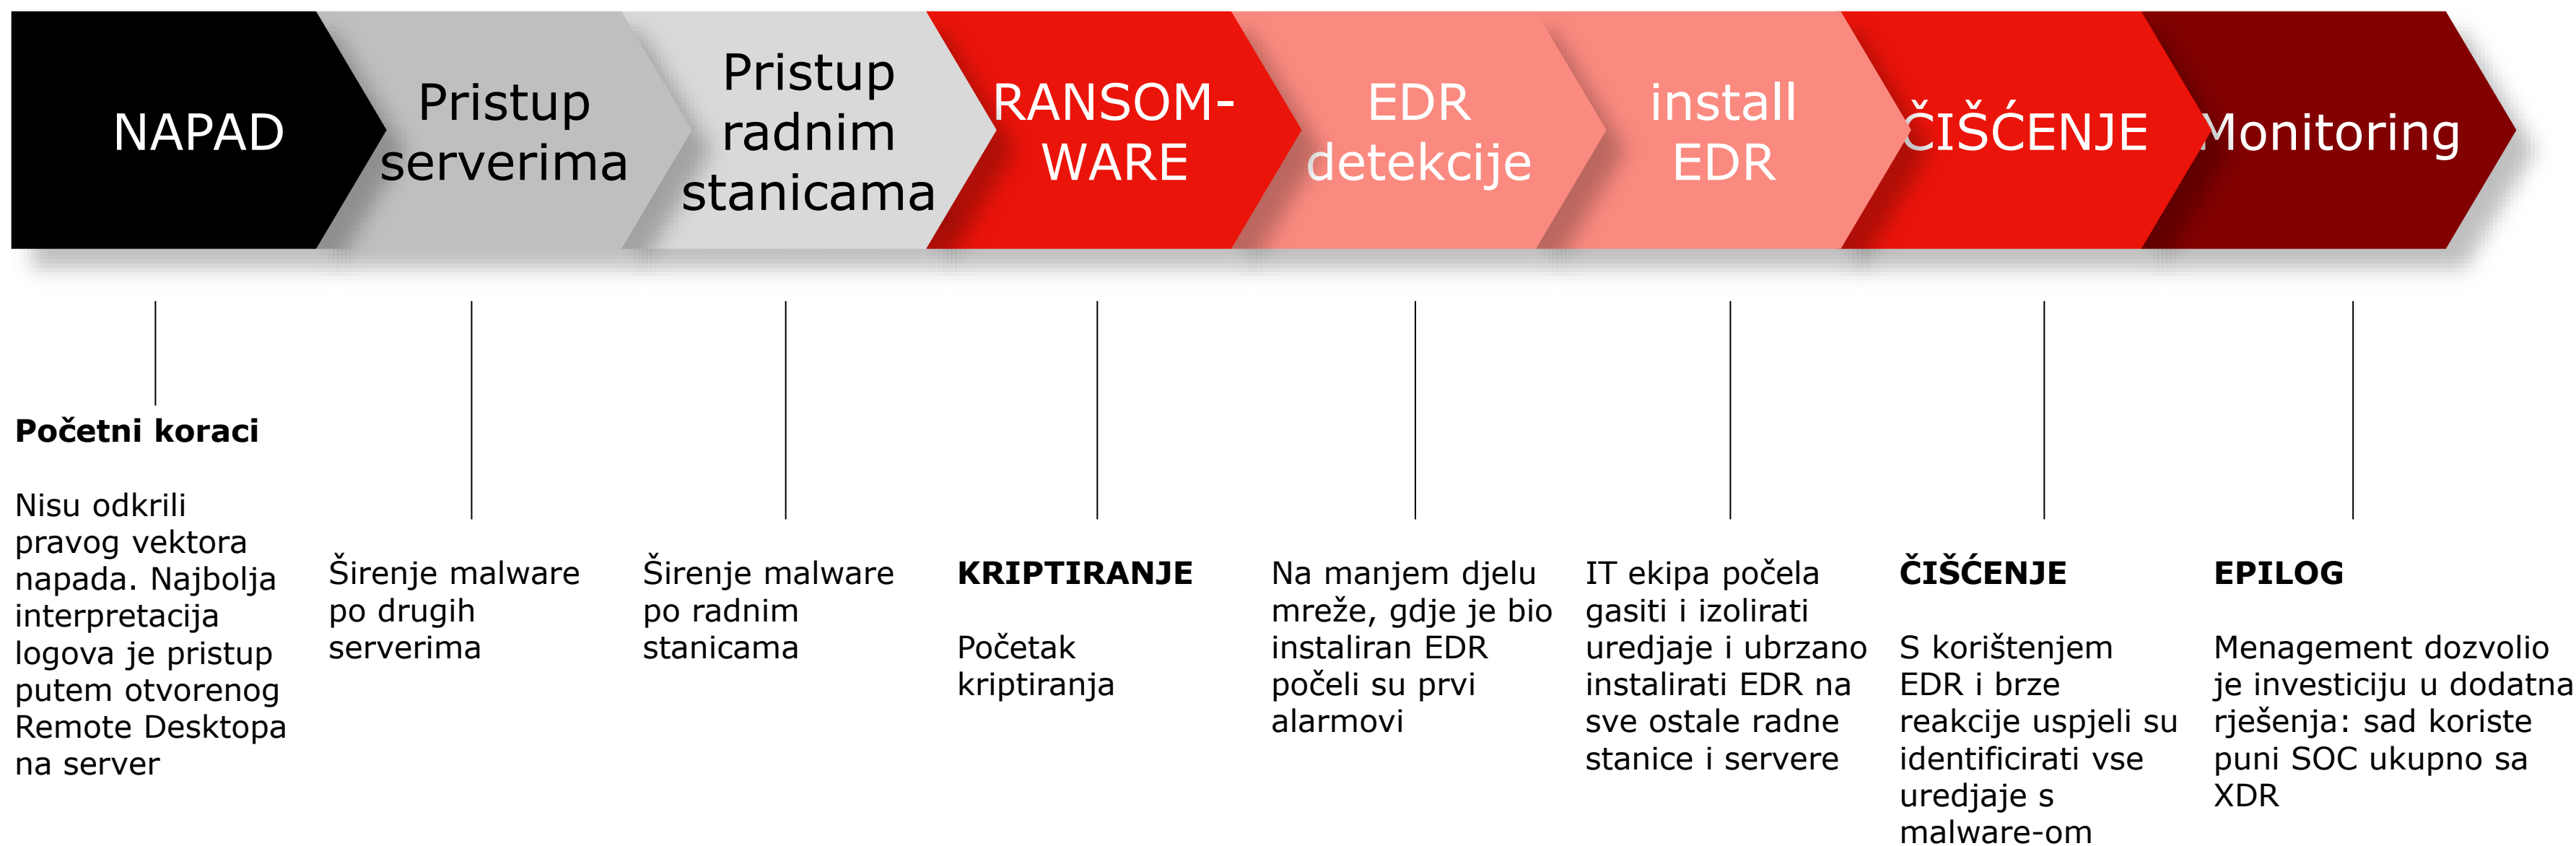 NAPAD
Pristup
serverima
Pristup
radnim
stanicama
RANSOM-
WARE
EDR
detekcije
install
EDR
ČIŠĆENJE
Monitoring
Početni koraci
Nisu odkrili
pravog vektora
napada. Najbolja
interpretacija
logova je pristup
putem otvorenog
Remote Desktopa
na server
Širenje malware
po drugih
serverima
Širenje malware
po radnim
stanicama
KRIPTIRANJE
Početak
kriptiranja
Na manjem djelu
mreže, gdje je bio
instaliran EDR
počeli su prvi
alarmovi
IT ekipa počela
gasiti i izolirati
uredjaje i ubrzano
instalirati EDR na
sve ostale radne
stanice i servere
ČIŠĆENJE
S korištenjem
EDR i brze
reakcije uspjeli su
identificirati vse
uredjaje s
malware-om
EPILOG
Menagement dozvolio
je investiciju u dodatna
rješenja: sad koriste
puni SOC ukupno sa
XDR